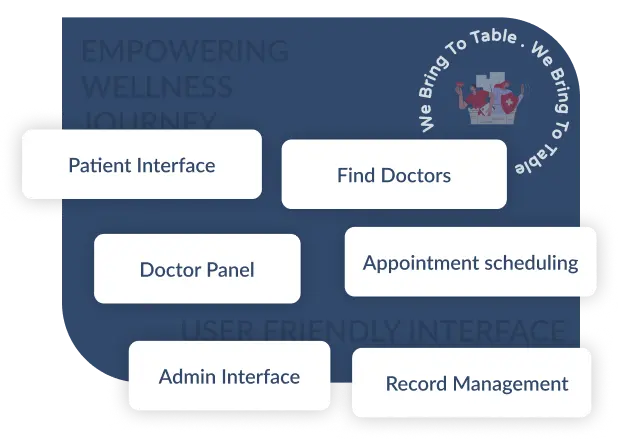 EMPOWERING
WELLNESS
JOURNEY
We Bring To Table . We Bring To Table
Patient Interface
Find Doctors
Doctor Panel
Appointment scheduling
USER FRIENDLY INTERFACE
Admin Interface
Record Management